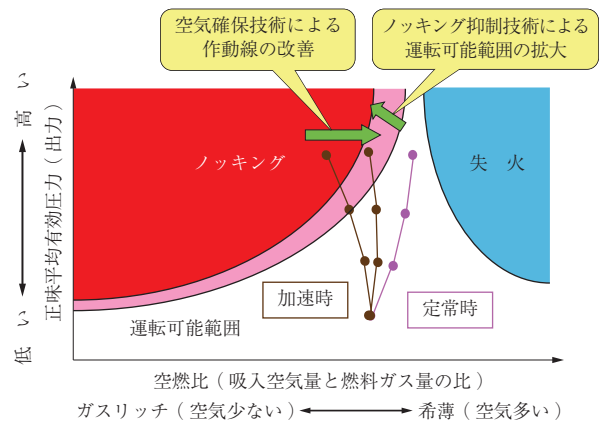 空気確保技術による
作動線の改善
ノッキング抑制技術による
運転可能範囲の拡大
高い
正味平均有効圧力（出力）
低い
ノッキング
失火
加速時
定常時
運転可能範囲
空燃比（吸入空気量と燃料ガス量の比）
ガスリッチ（空気少ない）
希薄（空気多い）